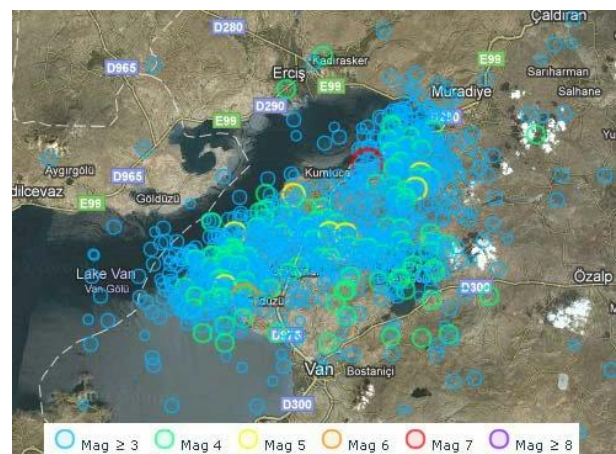 Çaldıran
D280
Kadirasker
D965
E99
Erciş
Sarıharman
E99
Muradiye
Salhane
D290
E99
Aygırgölü
D965
Kumluca
dilcevaz
Göldüzü
E99
Lake Van
Van Gölü
Özalp
D300
D975
Van
Bostaniçi
D300
Mag ≥ 3 Mag 4 Mag 5 Mag 6 Mag 7 Mag ≥ 8